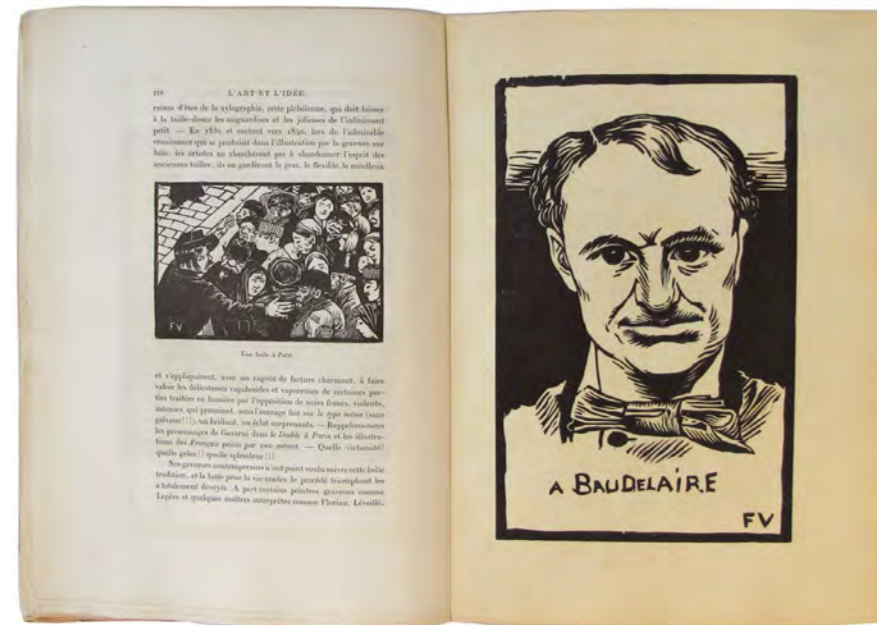 L'ART ET L'IDÉE.
raison d'être de la xylographie, cette plébéienne, qui doit laisser
à la taille-douce les mignardises et les joliesses de l'infiniment
petit. — En 1830 et surtout vers 1840, lors de l'admirable
renaissance qui se produisit dans l'illustration par la gravure sur
bois, les artistes ne cherchèrent pas à abandonner l'esprit des
anciennes tailles; ils en gardèrent le gras, le flexible, le moelleux
FV
Une foule à Paris.
et s'appliquèrent, avec un ragoût de facture charmant, à faire
valoir les délicatesses vagabondes et vaporeuses de certaines par-
ties traitées en lumière par l'opposition de noirs francs, violents,
intenses, qui prenaient, sous l'encrage fait sur le type même (sans
galvano!!!), un brillant, un éclat surprenants. — Rappelons-nous
les personnages de Gavarni dans le Diable à Paris et les illustra-
tions des Français peints par eux-mêmes. — Quelle virtuosité!
quelle grâce!! quelle splendeur!!!
Nos graveurs contemporains n'ont point voulu suivre cette belle
tradition, et la lutte pour la vie contre le procédé triomphant les
a totalement dévoyés. A part certains peintres graveurs comme
Lepère et quelques maîtres interprètes comme Florian, Léveillé,
A BAUDELAIRE
FV